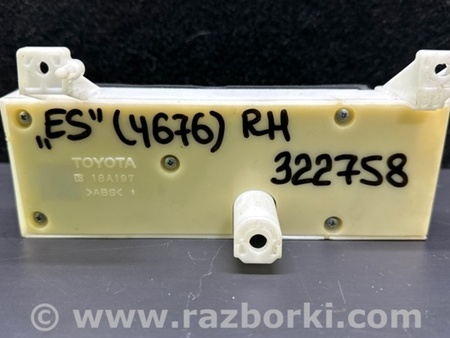 „ES" (4676) RH
322758
TOYOTA
18A197
>ABS< 1
© www.razborki.com